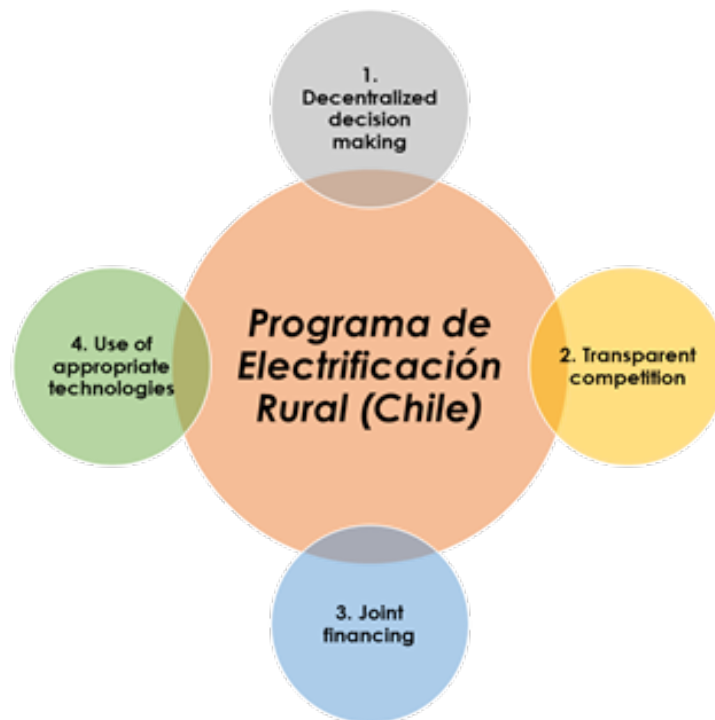 1.
Decentralized
decision
making
Programa de
Electrificación
Rural (Chile)
4. Use of
appropriate
technologies
2. Transparent
competition
3. Joint
financing